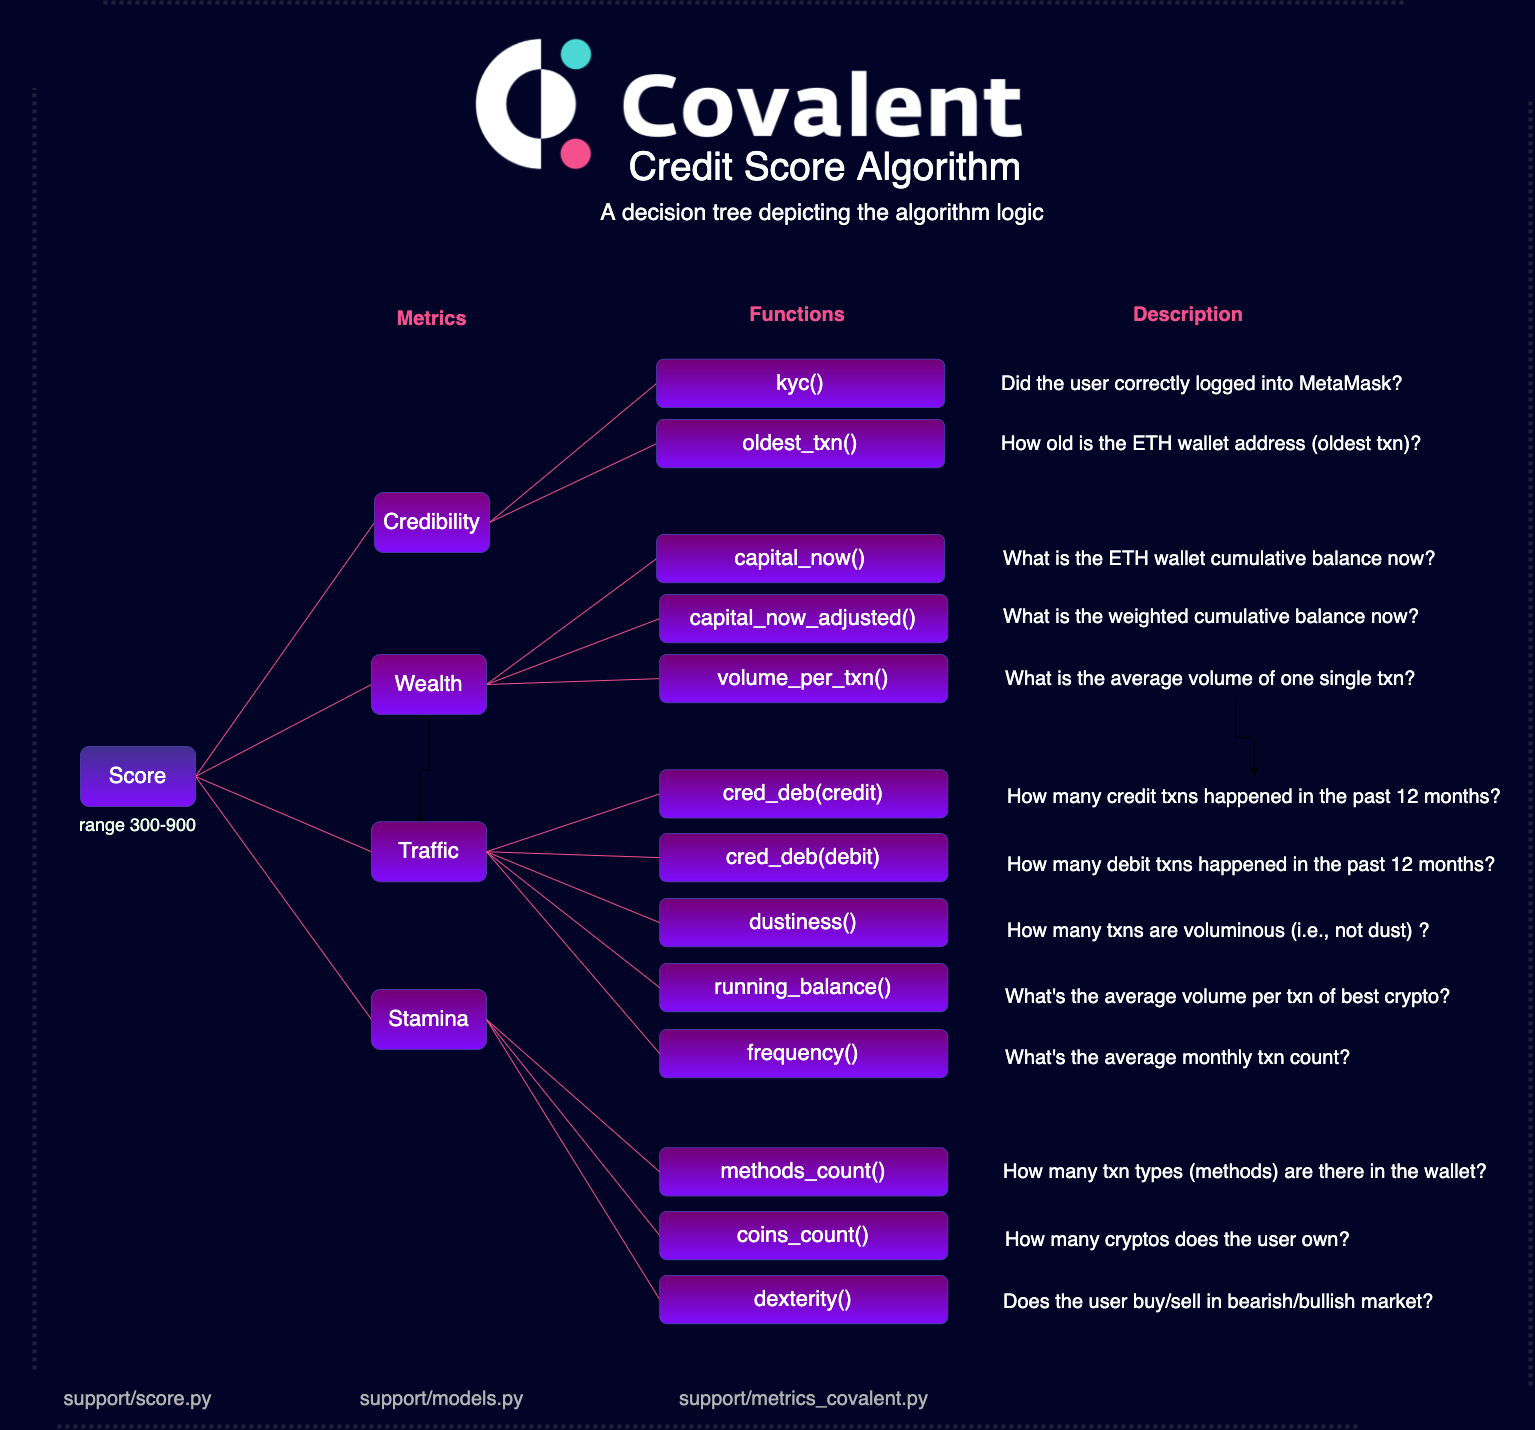 Covalent
Credit Score Algorithm
A decision tree depicting the algorithm logic
Metrics
Functions
Description
kyc()
Did the user correctly logged into MetaMask?
oldest_txn()
How old is the ETH wallet address (oldest txn)?
Credibility
capital_now()
What is the ETH wallet cumulative balance now?
capital_now_adjusted()
What is the weighted cumulative balance now?
Wealth
volume_per_txn()
What is the average volume of one single txn?
Score
range 300-900
cred_deb(credit)
How many credit txns happened in the past 12 months?
Traffic
cred_deb(debit)
How many debit txns happened in the past 12 months?
dustiness()
How many txns are voluminous (i.e., not dust) ?
running_balance()
What's the average volume per txn of best crypto?
Stamina
frequency()
What's the average monthly txn count?
methods_count()
How many txn types (methods) are there in the wallet?
coins_count()
How many cryptos does the user own?
dexterity()
Does the user buy/sell in bearish/bullish market?
support/score.py
support/models.py
support/metrics_covalent.py